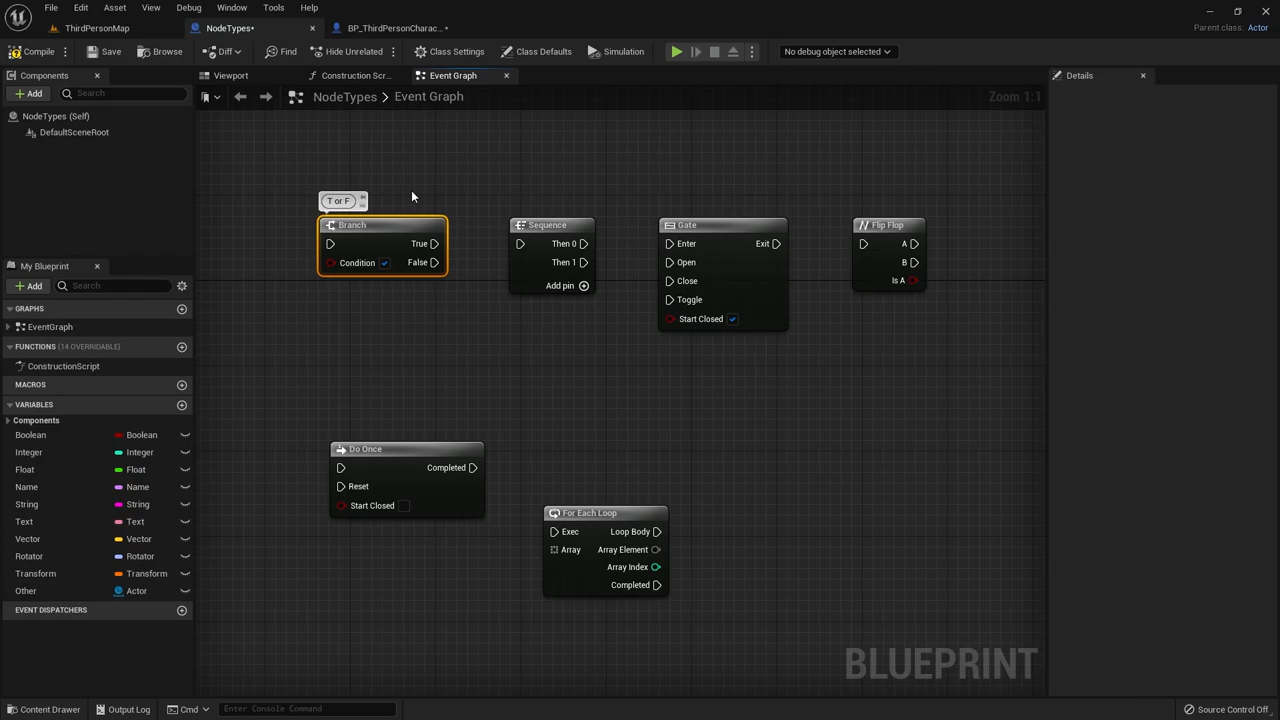 File Edit Asset View Debug Window Tools Help
ThirdPersonMap NodeTypes* BP_ThirdPersonCharac...*
Parent class: Actor
Compile Save Browse Diff Find Hide Unrelated Class Settings Class Defaults Simulation No debug object selected
Components
Add Search
NodeTypes (Self)
DefaultSceneRoot
My Blueprint
Add Search
GRAPHS
EventGraph
FUNCTIONS (14 OVERRIDABLE)
ConstructionScript
MACROS
VARIABLES
Components
Boolean Boolean
Integer Integer
Float Float
Name Name
String String
Text Text
Vector Vector
Rotator Rotator
Transform Transform
Other Actor
EVENT DISPATCHERS
Viewport Construction Scr... Event Graph
NodeTypes > Event Graph Zoom 1:1
T or F
Branch
True
Condition False
Sequence
Then 0
Then 1
Add pin
Gate
Enter Exit
Open
Close
Toggle
Start Closed
Flip Flop
A
B
Is A
Do Once
Completed
Reset
Start Closed
For Each Loop
Exec Loop Body
Array Array Element
Array Index
Completed
BLUEPRINT
Details
Content Drawer Output Log Cmd Enter Console Command Source Control Off